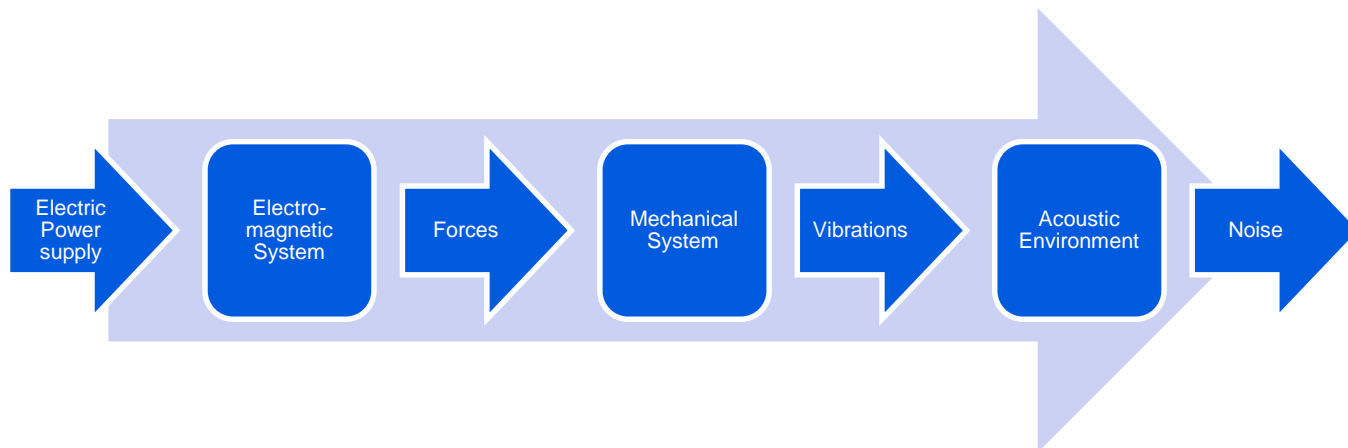 Electric
Power
supply
Electro-
magnetic
System
Forces
Mechanical
System
Vibrations
Acoustic
Environment
Noise